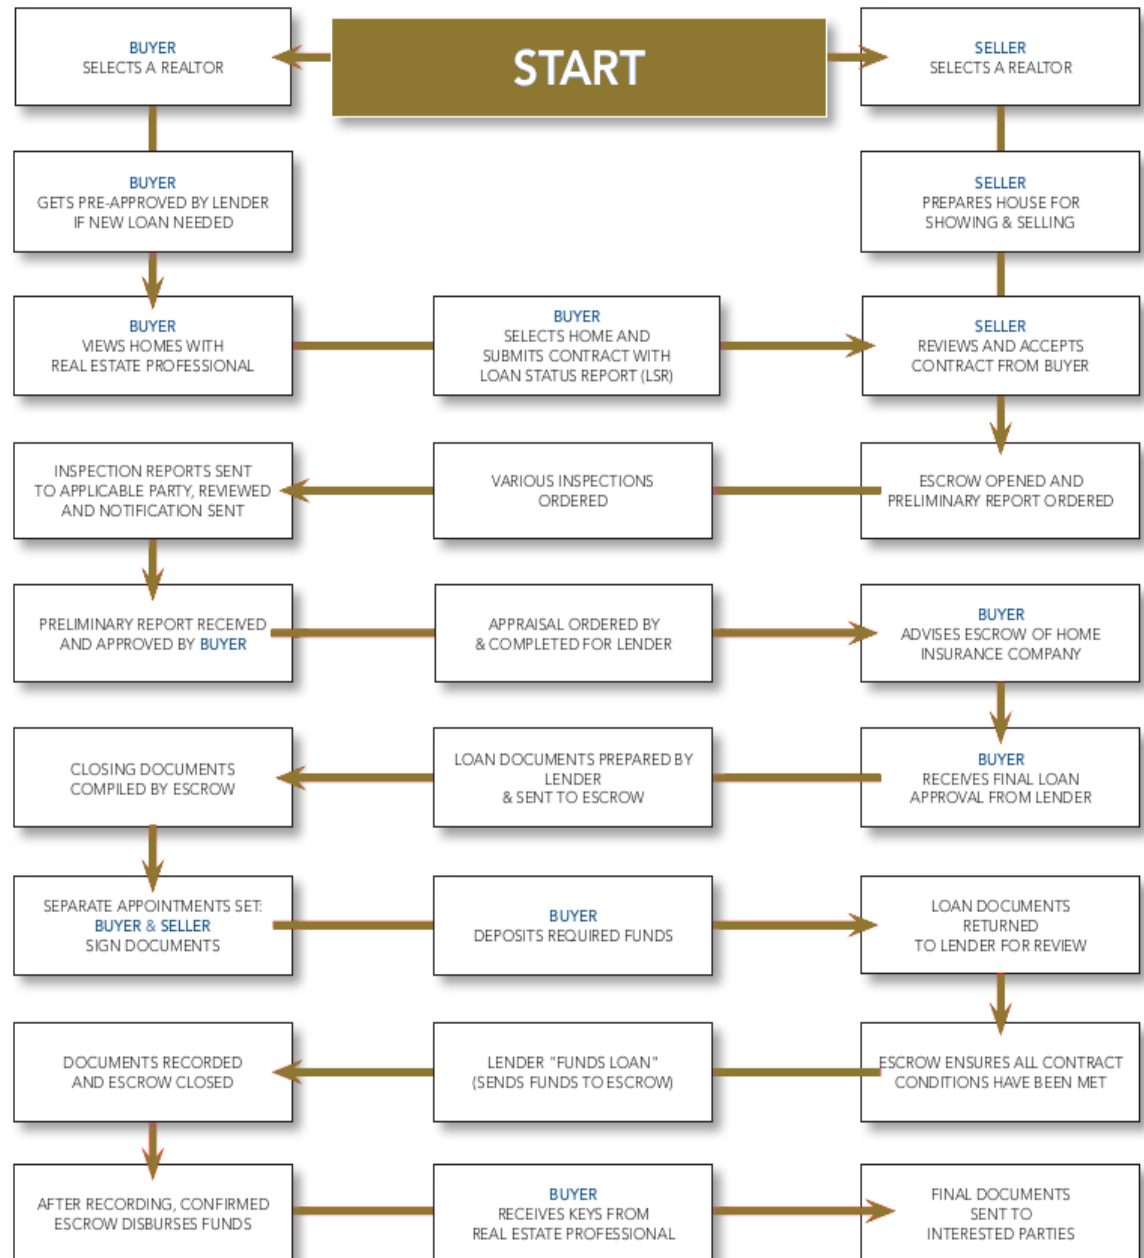 START
BUYER
SELECTS A REALTOR
SELLER
SELECTS A REALTOR
BUYER
GETS PRE-APPROVED BY LENDER
IF NEW LOAN NEEDED
SELLER
PREPARES HOUSE FOR
SHOWING & SELLING
BUYER
VIEWS HOMES WITH
REAL ESTATE PROFESSIONAL
BUYER
SELECTS HOME AND
SUBMITS CONTRACT WITH
LOAN STATUS REPORT (LSR)
SELLER
REVIEWS AND ACCEPTS
CONTRACT FROM BUYER
ESCROW OPENED AND
PRELIMINARY REPORT ORDERED
VARIOUS INSPECTIONS
ORDERED
INSPECTION REPORTS SENT
TO APPLICABLE PARTY, REVIEWED
AND NOTIFICATION SENT
PRELIMINARY REPORT RECEIVED
AND APPROVED BY BUYER
APPRAISAL ORDERED BY
& COMPLETED FOR LENDER
BUYER
ADVISES ESCROW OF HOME
INSURANCE COMPANY
BUYER
RECEIVES FINAL LOAN
APPROVAL FROM LENDER
LOAN DOCUMENTS PREPARED BY
LENDER
& SENT TO ESCROW
CLOSING DOCUMENTS
COMPILED BY ESCROW
SEPARATE APPOINTMENTS SET:
BUYER & SELLER
SIGN DOCUMENTS
BUYER
DEPOSITS REQUIRED FUNDS
LOAN DOCUMENTS
RETURNED
TO LENDER FOR REVIEW
ESCROW ENSURES ALL CONTRACT
CONDITIONS HAVE BEEN MET
LENDER "FUNDS LOAN"
(SENDS FUNDS TO ESCROW)
DOCUMENTS RECORDED
AND ESCROW CLOSED
AFTER RECORDING, CONFIRMED
ESCROW DISBURSES FUNDS
BUYER
RECEIVES KEYS FROM
REAL ESTATE PROFESSIONAL
FINAL DOCUMENTS
SENT TO
INTERESTED PARTIES